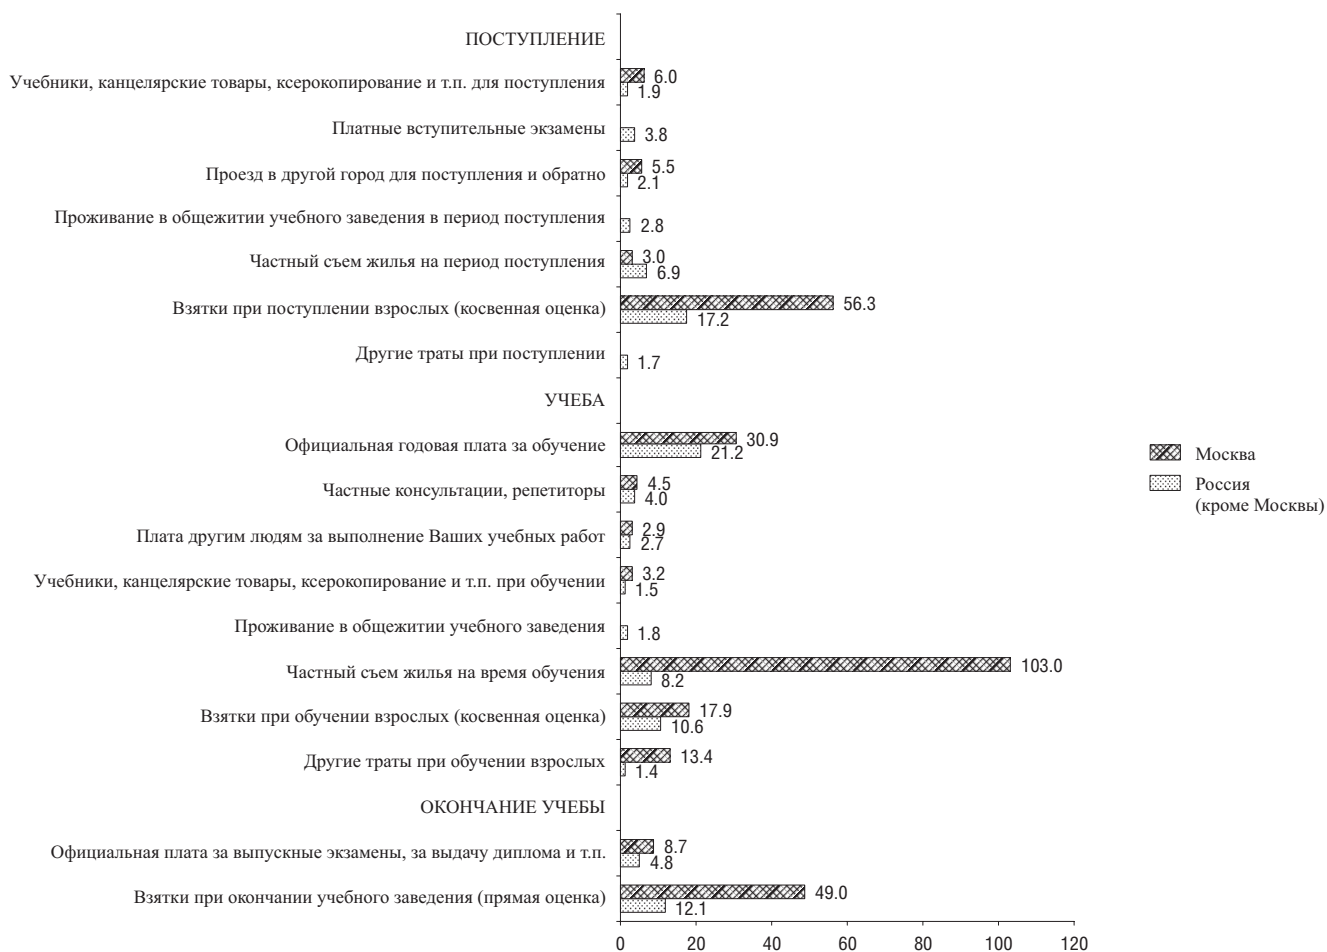 ПОСТУПЛЕНИЕ
Учебники, канцелярские товары, ксерокопирование и т.п. для поступления
6.0
1.9
Платные вступительные экзамены
3.8
Проезд в другой город для поступления и обратно
5.5
2.1
Проживание в общежитии учебного заведения в период поступления
2.8
Частный съем жилья на период поступления
3.0
6.9
Взятки при поступлении взрослых (косвенная оценка)
56.3
17.2
Другие траты при поступлении
1.7
УЧЕБА
Официальная годовая плата за обучение
30.9
21.2
Частные консультации, репетиторы
4.5
4.0
Плата другим людям за выполнение Ваших учебных работ
2.9
2.7
Учебники, канцелярские товары, ксерокопирование и т.п. при обучении
3.2
1.5
Проживание в общежитии учебного заведения
1.8
Частный съем жилья на время обучения
103.0
8.2
Взятки при обучении взрослых (косвенная оценка)
17.9
10.6
Другие траты при обучении взрослых
13.4
1.4
ОКОНЧАНИЕ УЧЕБЫ
Официальная плата за выпускные экзамены, за выдачу диплома и т.п.
8.7
4.8
Взятки при окончании учебного заведения (прямая оценка)
49.0
12.1
0 20 40 60 80 100 120
Москва
Россия
(кроме Москвы)